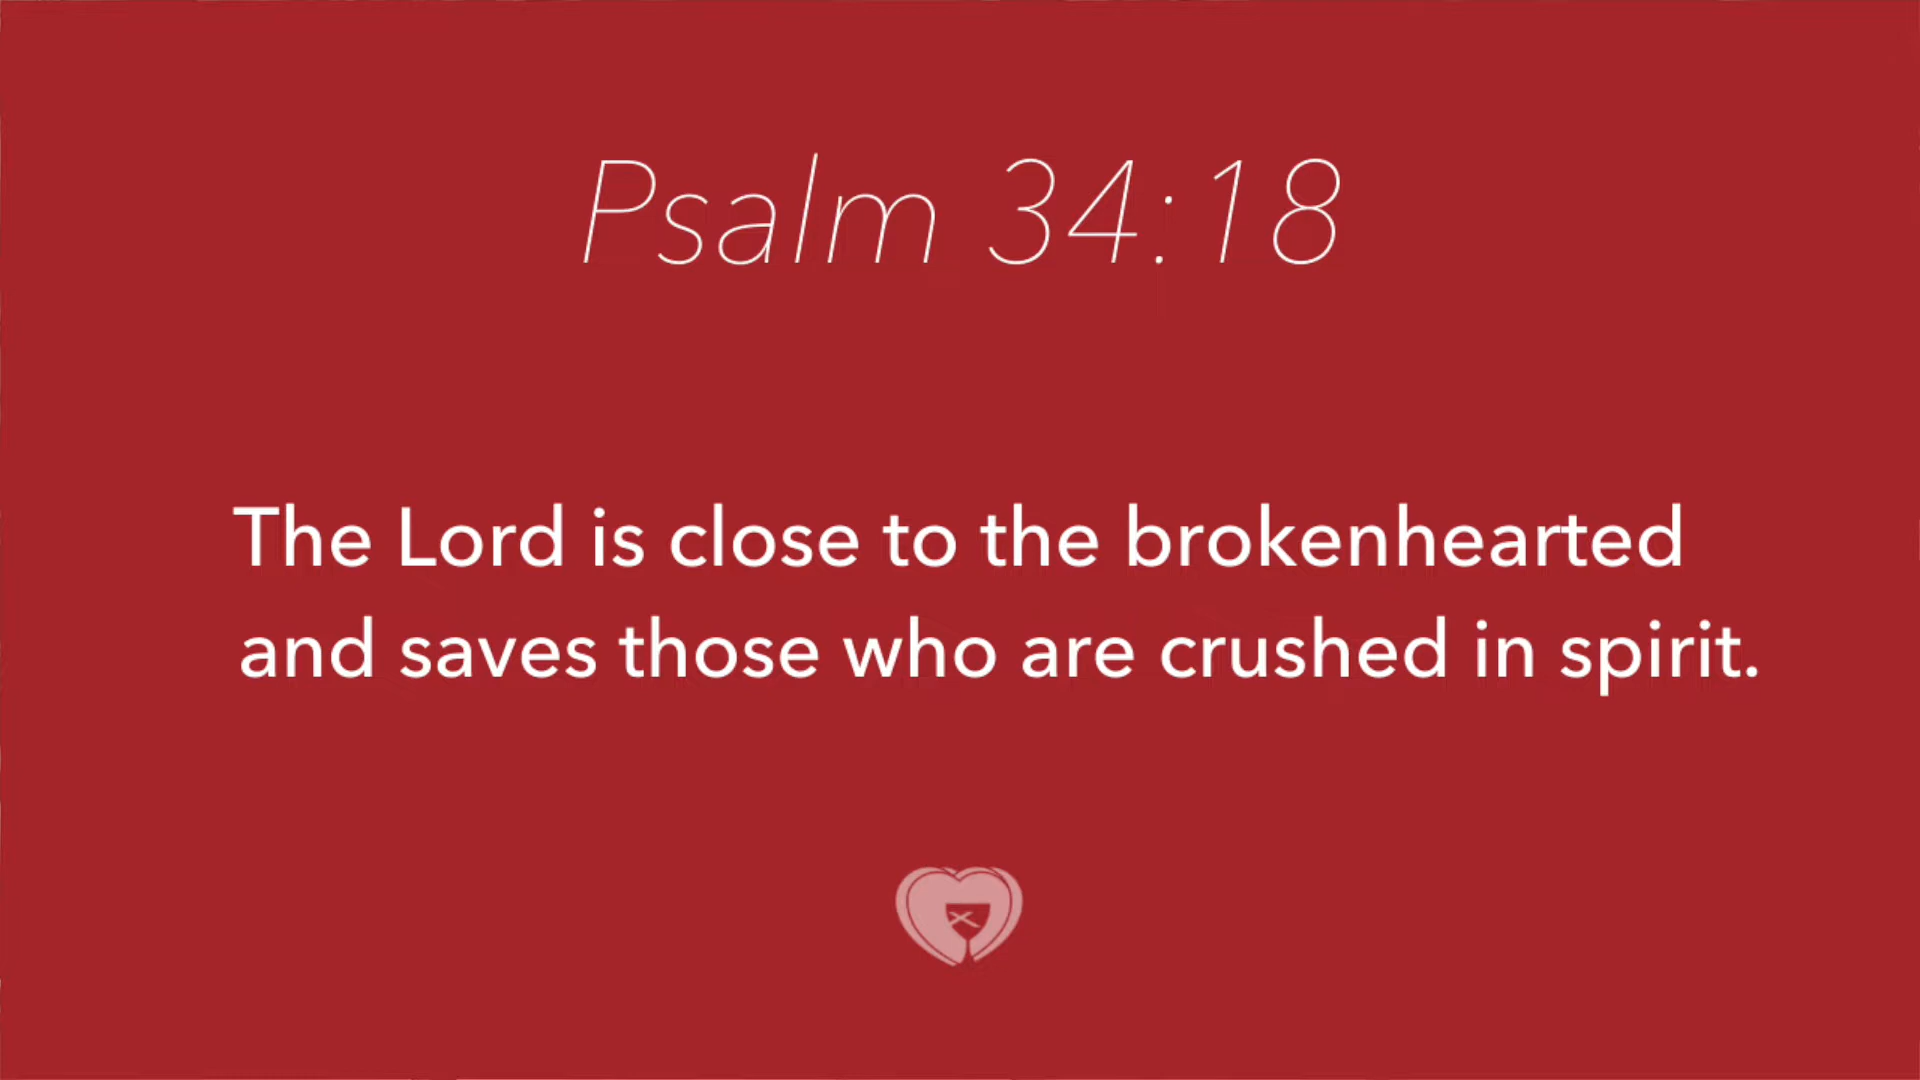 Psalm 34:18
The Lord is close to the brokenhearted
and saves those who are crushed in spirit.